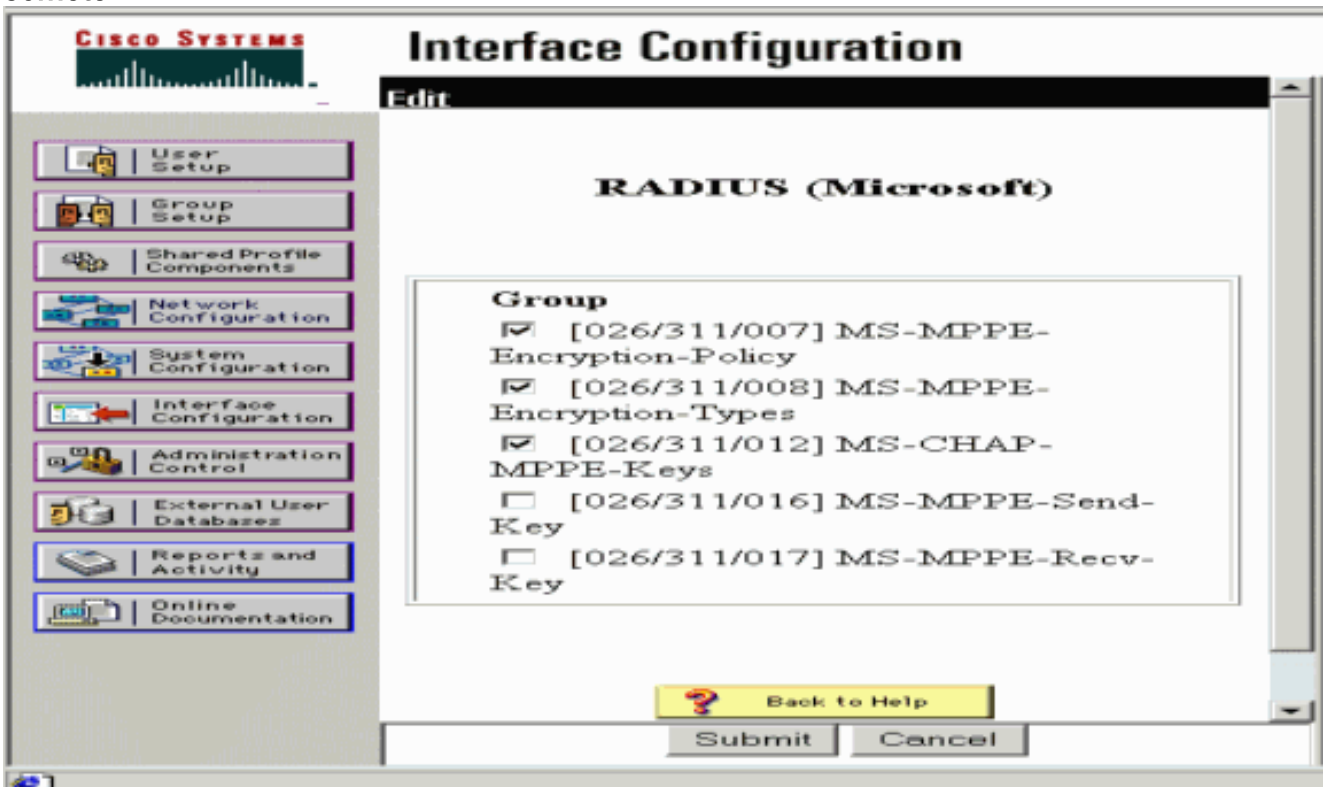 CISCO SYSTEMS
Interface Configuration
Edit
User
Setup
Group
Setup
Shared Profile
Components
Network
Configuration
System
Configuration
Interface
Configuration
Administration
Control
External User
Databases
Reports and
Activity
Online
Documentation
RADIUS (Microsoft)
Group
[026/311/007] MS-MPPE-
Encryption-Policy
[026/311/008] MS-MPPE-
Encryption-Types
[026/311/012] MS-CHAP-
MPPE-Keys
[026/311/016] MS-MPPE-Send-
Key
[026/311/017] MS-MPPE-Recv-
Key
Back to Help
Submit Cancel